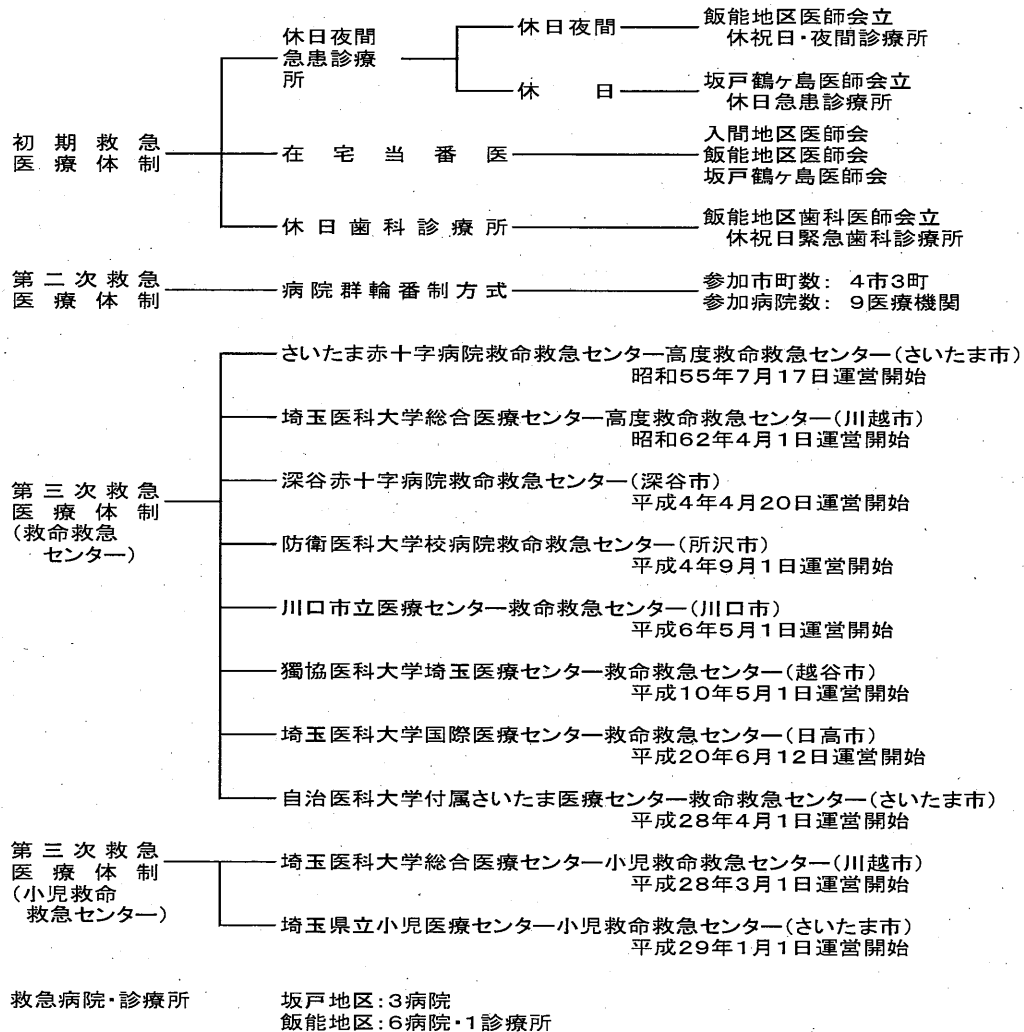 休日夜間
急患診療
所
休日夜間
飯能地区医師会立
休祝日・夜間診療所
休 日
坂戸鶴ヶ島医師会立
休日急患診療所
初期救急
医療体制
在宅当番医
入間地区医師会
飯能地区医師会
坂戸鶴ヶ島医師会
休日歯科診療所
飯能地区歯科医師会立
休祝日緊急歯科診療所
第二次救急
医療体制
病院群輪番制方式
参加市町数: 4市3町
参加病院数: 9医療機関
第三次救急
医療体制
(救命救急
センター)
さいたま赤十字病院救命救急センター高度救命救急センター(さいたま市)
昭和55年7月17日運営開始
埼玉医科大学総合医療センター高度救命救急センター(川越市)
昭和62年4月1日運営開始
深谷赤十字病院救命救急センター(深谷市)
平成4年4月20日運営開始
防衛医科大学校病院救命救急センター(所沢市)
平成4年9月1日運営開始
川口市立医療センター救命救急センター(川口市)
平成6年5月1日運営開始
獨協医科大学埼玉医療センター救命救急センター(越谷市)
平成10年5月1日運営開始
埼玉医科大学国際医療センター救命救急センター(日高市)
平成20年6月12日運営開始
自治医科大学付属さいたま医療センター救命救急センター(さいたま市)
平成28年4月1日運営開始
第三次救急
医療体制
(小児救命
救急センター)
埼玉医科大学総合医療センター小児救命救急センター(川越市)
平成28年3月1日運営開始
埼玉県立小児医療センター小児救命救急センター(さいたま市)
平成29年1月1日運営開始
救急病院・診療所
坂戸地区:3病院
飯能地区:6病院・1診療所